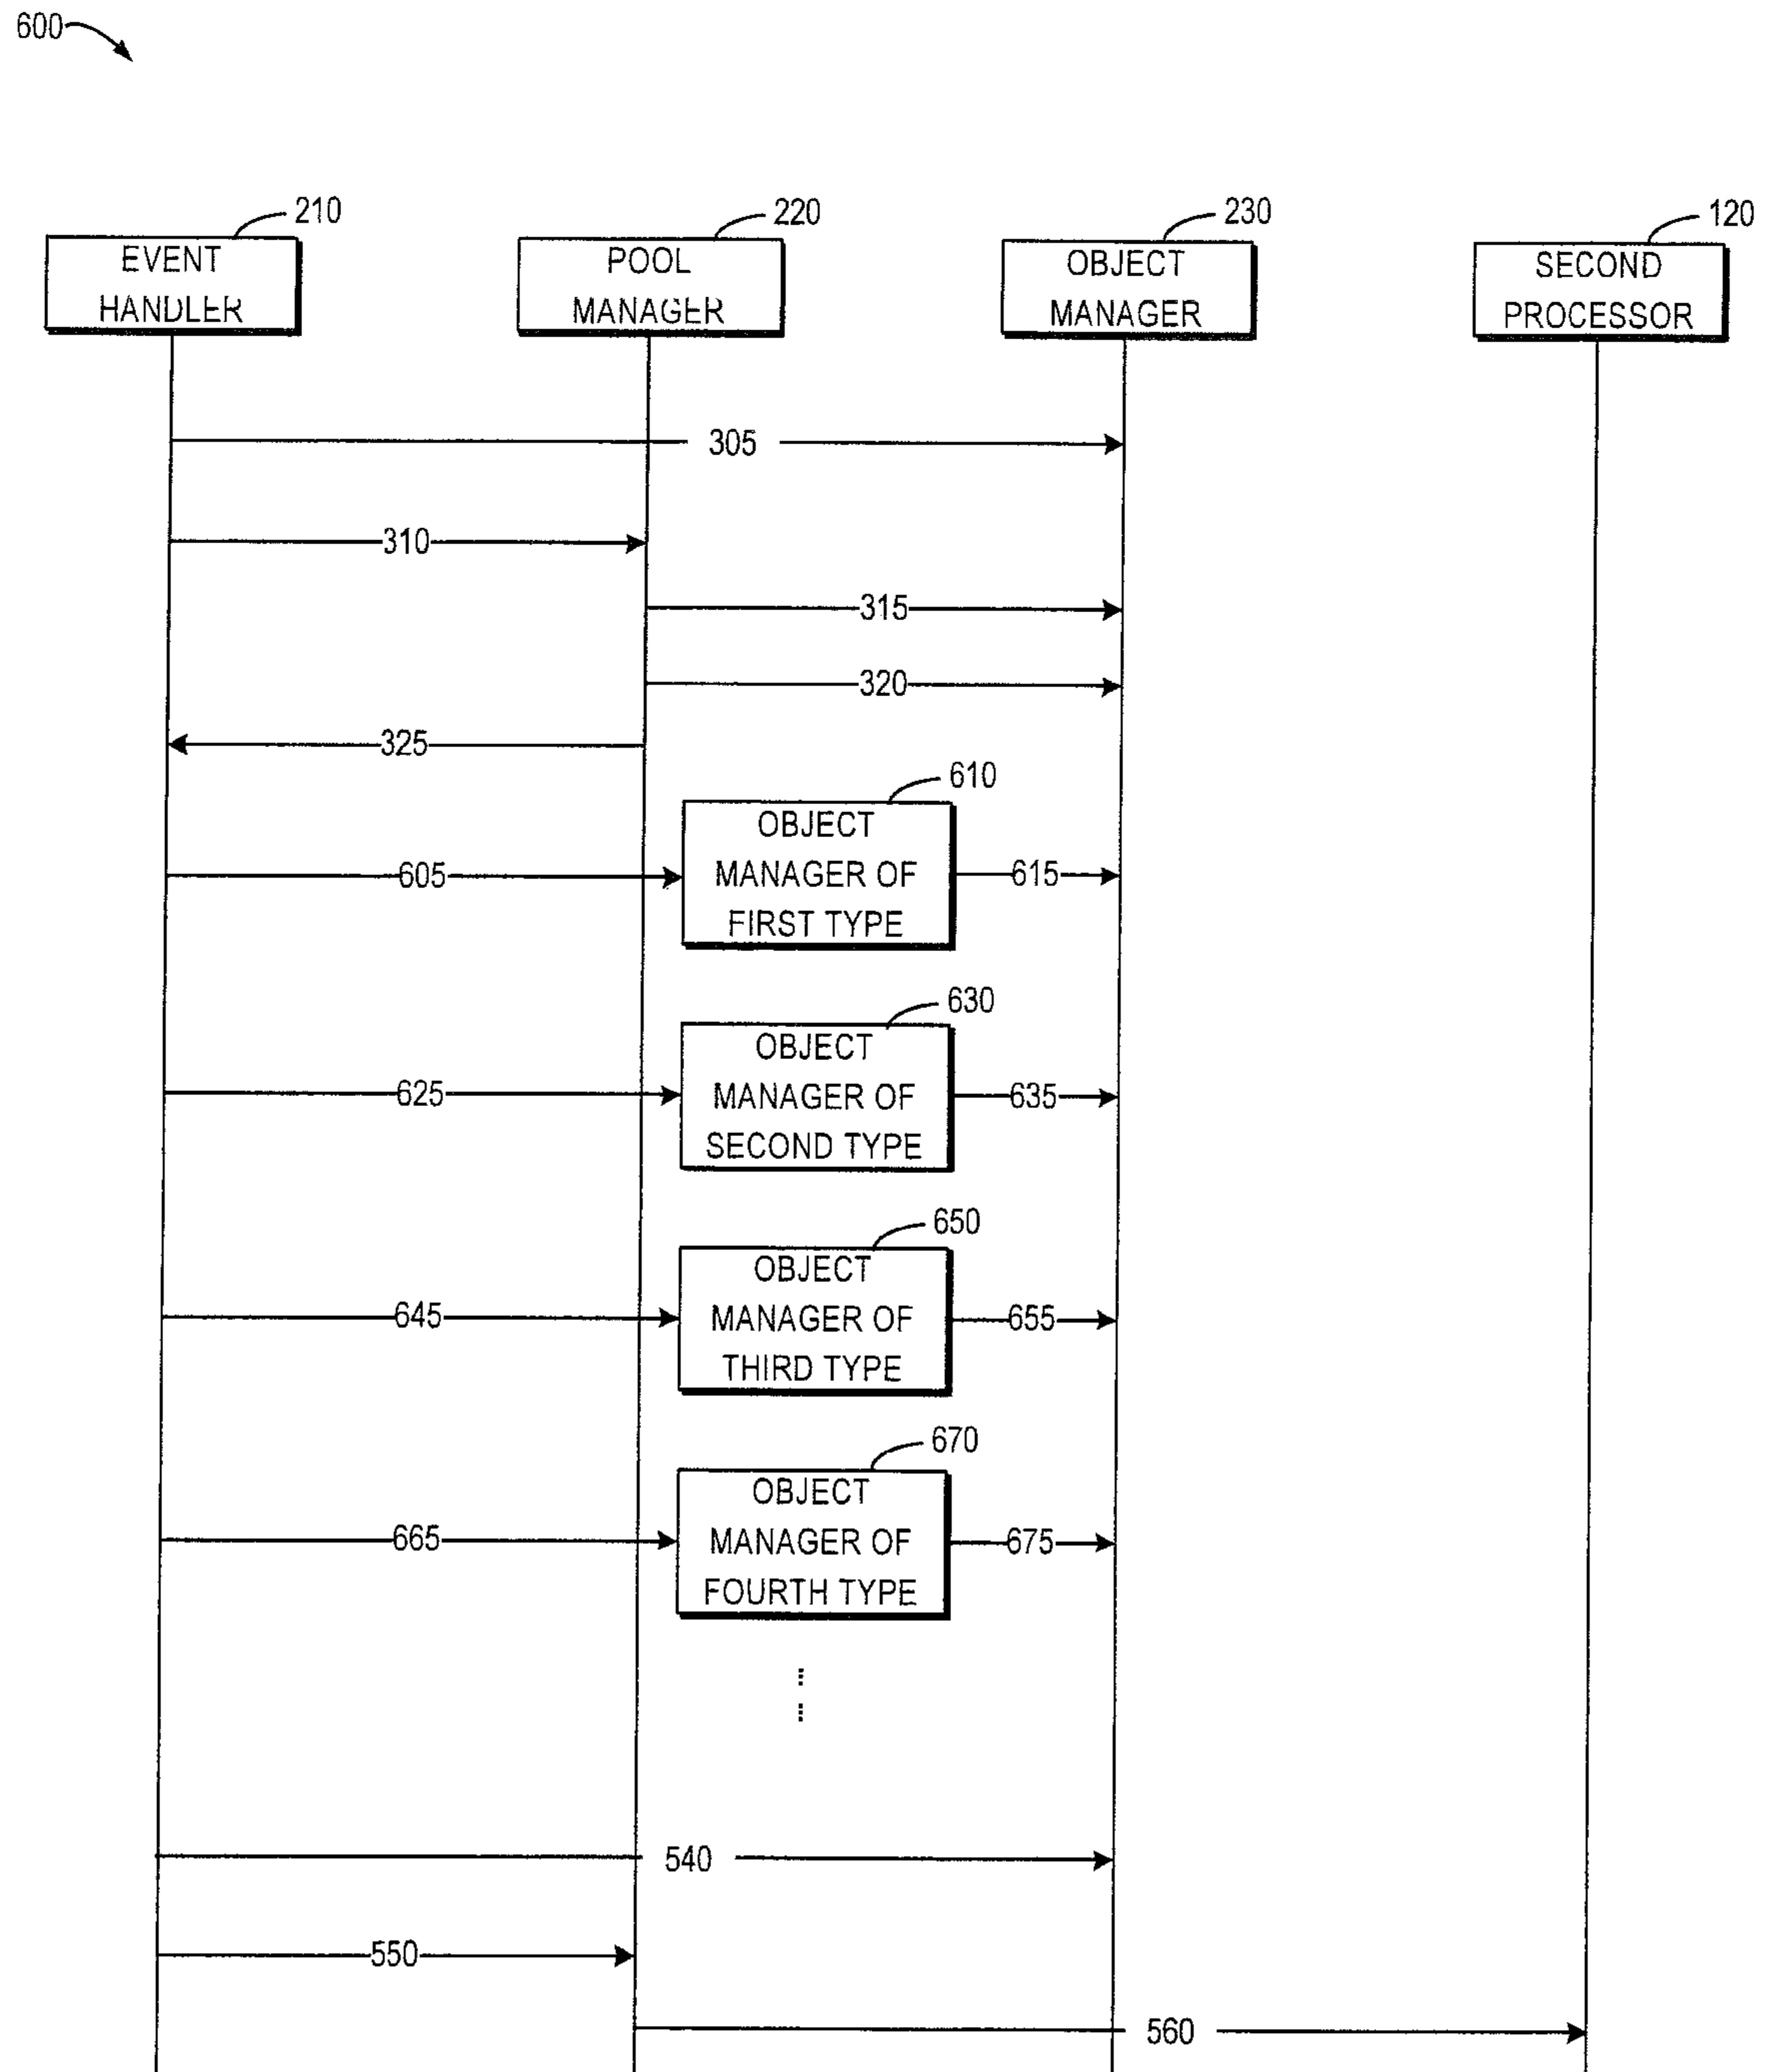 600
210
220
230
120
EVENT
HANDLER
POOL
MANAGER
OBJECT
MANAGER
SECOND
PROCESSOR
305
310
315
320
325
610
OBJECT
MANAGER OF
FIRST TYPE
605
615
630
OBJECT
MANAGER OF
SECOND TYPE
625
635
650
OBJECT
MANAGER OF
THIRD TYPE
645
655
670
OBJECT
MANAGER OF
FOURTH TYPE
665
675
540
550
560